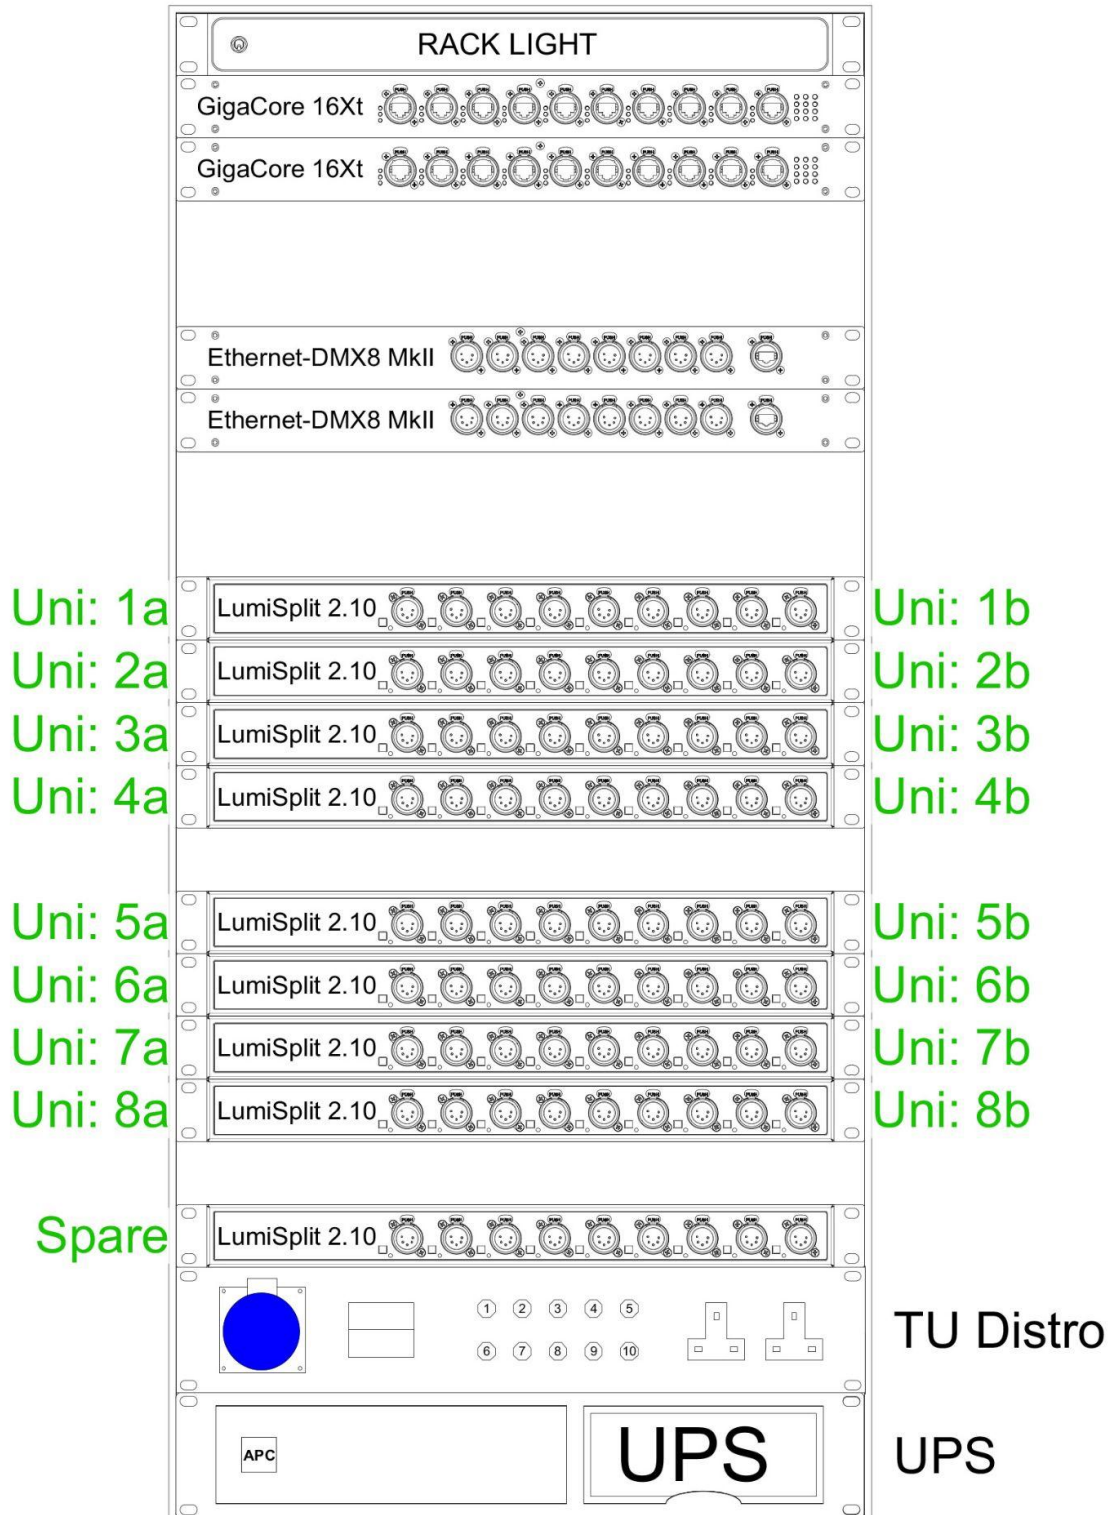 RACK LIGHT
GigaCore 16Xt
GigaCore 16Xt
Ethernet-DMX8 MkII
Ethernet-DMX8 MkII
Uni: 1a LumiSplit 2.10 Uni: 1b
Uni: 2a LumiSplit 2.10 Uni: 2b
Uni: 3a LumiSplit 2.10 Uni: 3b
Uni: 4a LumiSplit 2.10 Uni: 4b
Uni: 5a LumiSplit 2.10 Uni: 5b
Uni: 6a LumiSplit 2.10 Uni: 6b
Uni: 7a LumiSplit 2.10 Uni: 7b
Uni: 8a LumiSplit 2.10 Uni: 8b
Spare LumiSplit 2.10
1 2 3 4 5
6 7 8 9 10
TU Distro
APC UPS UPS